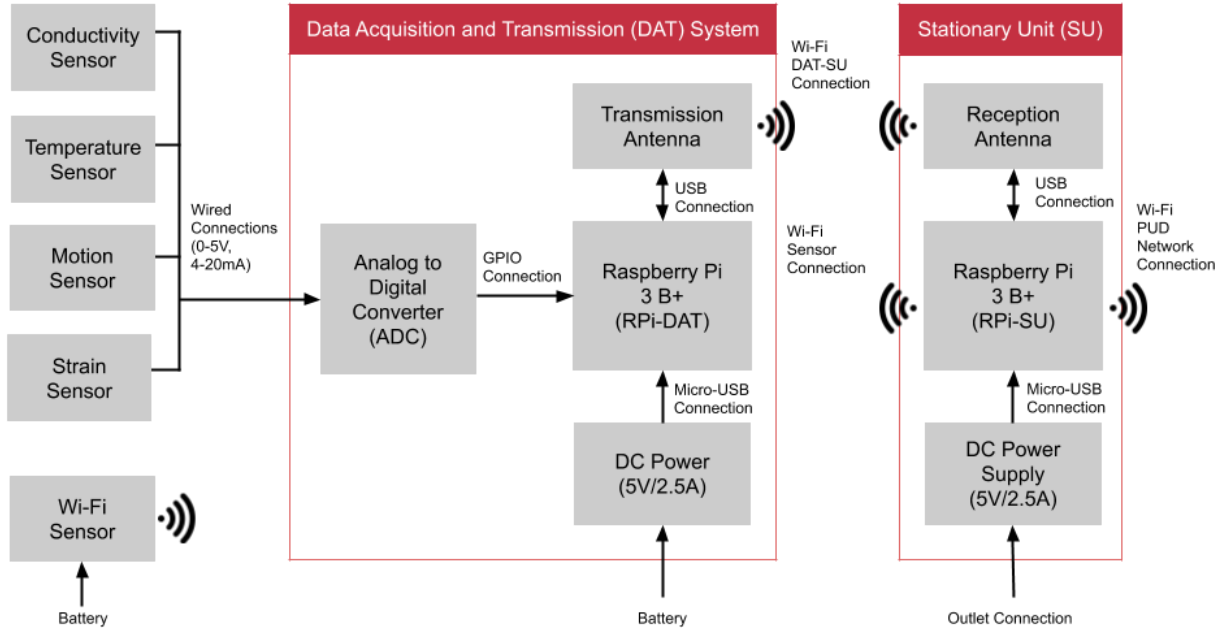 Conductivity
Sensor
Temperature
Sensor
Motion
Sensor
Strain
Sensor
Wi-Fi
Sensor
Battery
Wired
Connections
(0-5V,
4-20mA)
Data Acquisition and Transmission (DAT) System
Transmission
Antenna
USB
Connection
Analog to
Digital
Converter
(ADC)
GPIO
Connection
Raspberry Pi
3 B+
(RPi-DAT)
Micro-USB
Connection
DC Power
(5V/2.5A)
Battery
Wi-Fi
DAT-SU
Connection
Wi-Fi
Sensor
Connection
Stationary Unit (SU)
Reception
Antenna
USB
Connection
Raspberry Pi
3 B+
(RPi-SU)
Wi-Fi
PUD
Network
Connection
Micro-USB
Connection
DC Power
Supply
(5V/2.5A)
Outlet Connection